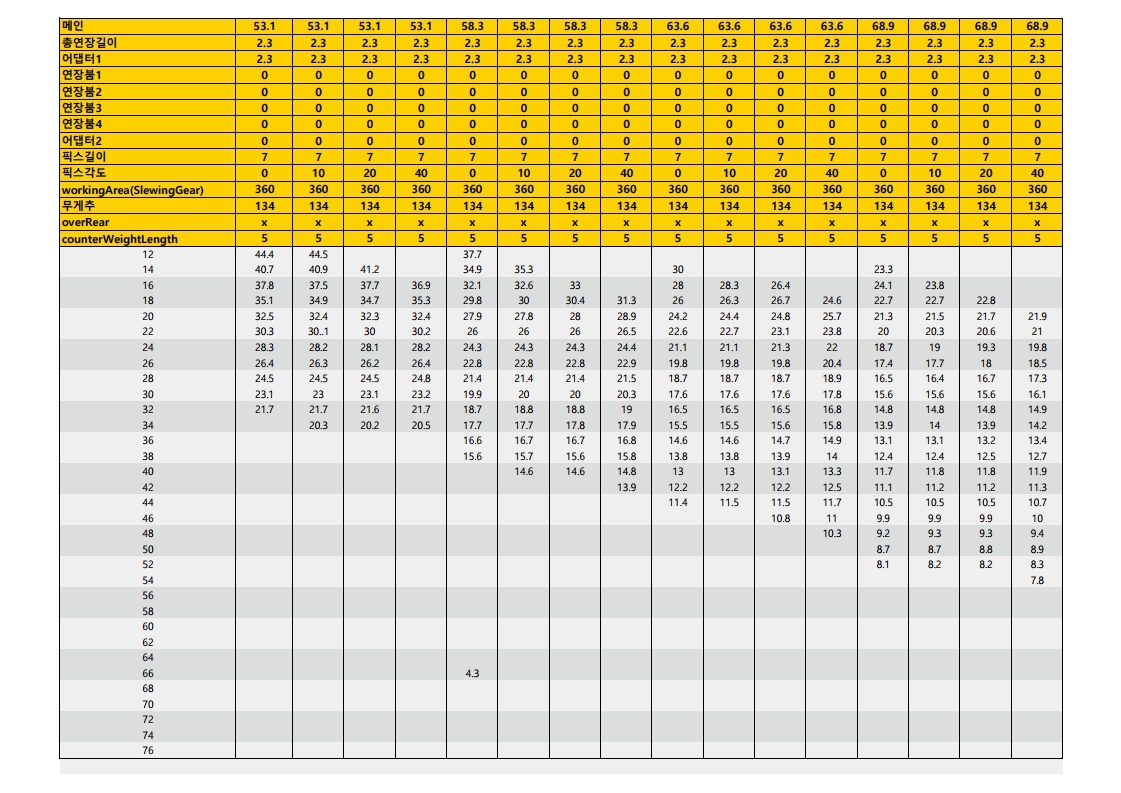 메인 53.1 53.1 53.1 53.1 58.3 58.3 58.3 58.3 63.6 63.6 63.6 63.6 68.9 68.9 68.9 68.9
총연장길이 2.3 2.3 2.3 2.3 2.3 2.3 2.3 2.3 2.3 2.3 2.3 2.3 2.3 2.3 2.3 2.3
어댑터1 2.3 2.3 2.3 2.3 2.3 2.3 2.3 2.3 2.3 2.3 2.3 2.3 2.3 2.3 2.3 2.3
연장붐1 0 0 0 0 0 0 0 0 0 0 0 0 0 0 0 0
연장붐2 0 0 0 0 0 0 0 0 0 0 0 0 0 0 0 0
연장붐3 0 0 0 0 0 0 0 0 0 0 0 0 0 0 0 0
연장붐4 0 0 0 0 0 0 0 0 0 0 0 0 0 0 0 0
어댑터2 0 0 0 0 0 0 0 0 0 0 0 0 0 0 0 0
픽스길이 7 7 7 7 7 7 7 7 7 7 7 7 7 7 7 7
픽스각도 0 10 20 40 0 10 20 40 0 10 20 40 0 10 20 40
workingArea(SlewingGear) 360 360 360 360 360 360 360 360 360 360 360 360 360 360 360 360
무게추 134 134 134 134 134 134 134 134 134 134 134 134 134 134 134 134
overRear x x x x x x x x x x x x x x x x
counterWeightLength 5 5 5 5 5 5 5 5 5 5 5 5 5 5 5 5
12 44.4 44.5 37.7
14 40.7 40.9 41.2 34.9 35.3 30 23.3
16 37.8 37.5 37.7 36.9 32.1 32.6 33 28 28.3 26.4 24.1 23.8
18 35.1 34.9 34.7 35.3 29.8 30 30.4 31.3 26 26.3 26.7 24.6 22.7 22.7 22.8
20 32.5 32.4 32.3 32.4 27.9 27.8 28 28.9 24.2 24.4 24.8 25.7 21.3 21.5 21.7 21.9
22 30.3 30..1 30 30.2 26 26 26 26.5 22.6 22.7 23.1 23.8 20 20.3 20.6 21
24 28.3 28.2 28.1 28.2 24.3 24.3 24.3 24.4 21.1 21.1 21.3 22 18.7 19 19.3 19.8
26 26.4 26.3 26.2 26.4 22.8 22.8 22.8 22.9 19.8 19.8 19.8 20.4 17.4 17.7 18 18.5
28 24.5 24.5 24.5 24.8 21.4 21.4 21.4 21.5 18.7 18.7 18.7 18.9 16.5 16.4 16.7 17.3
30 23.1 23 23.1 23.2 19.9 20 20 20.3 17.6 17.6 17.6 17.8 15.6 15.6 15.6 16.1
32 21.7 21.7 21.6 21.7 18.7 18.8 18.8 19 16.5 16.5 16.5 16.8 14.8 14.8 14.8 14.9
34 20.3 20.2 20.5 17.7 17.7 17.8 17.9 15.5 15.5 15.6 15.8 13.9 14 13.9 14.2
36 16.6 16.7 16.7 16.8 14.6 14.6 14.7 14.9 13.1 13.1 13.2 13.4
38 15.6 15.7 15.6 15.8 13.8 13.8 13.9 14 12.4 12.4 12.5 12.7
40 14.6 14.6 14.8 13 13 13.1 13.3 11.7 11.8 11.8 11.9
42 13.9 12.2 12.2 12.2 12.5 11.1 11.2 11.2 11.3
44 11.4 11.5 11.5 11.7 10.5 10.5 10.5 10.7
46 10.8 11 9.9 9.9 9.9 10
48 10.3 9.2 9.3 9.3 9.4
50 8.7 8.7 8.8 8.9
52 8.1 8.2 8.2 8.3
54 7.8
56
58
60
62
64
66 4.3
68
70
72
74
76